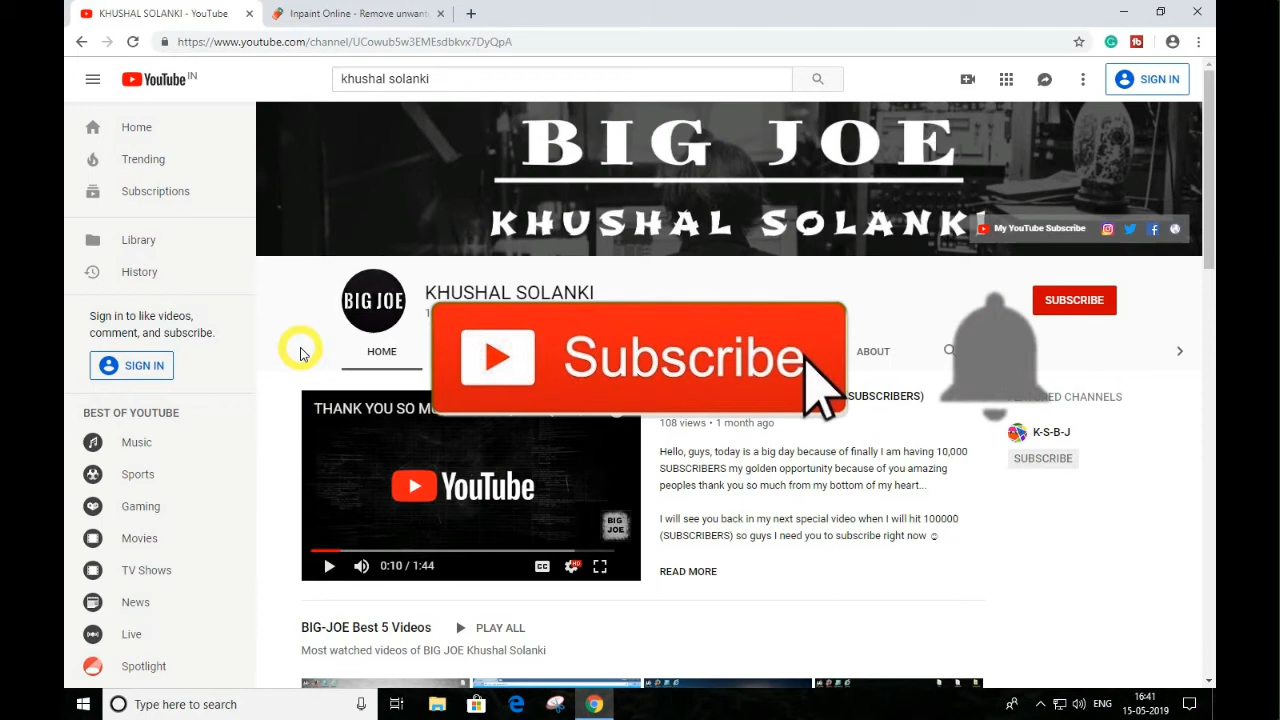 KHUSHAL SOLANKI - YouTube
Inpaint Online - Remove unwant
https://www.youtube.com/channel/UCowub5w3EMEsdbkvx7DyQpA
YouTube IN
khushal solanki
SIGN IN
Home
Trending
Subscriptions
Library
History
Sign in to like videos,
comment, and subscribe.
SIGN IN
BEST OF YOUTUBE
Music
Sports
Gaming
Movies
TV Shows
News
Live
Spotlight
BIG JOE
KHUSHAL SOLANKI
My YouTube Subscribe
BIG JOE
KHUSHAL SOLANKI
SUBSCRIBE
HOME
ABOUT
Subscribe
THANK YOU SO
SUBSCRIBERS)
YouTube
BIG
JOE
0:10 / 1:44
CC
HD
108 views • 1 month ago
Hello, guys, today is a big day because of finally I am having 10,000
SUBSCRIBERS my golden opportunity because of you amazing
peoples thank you so much from my bottom of my heart...
I will see you back in my next special video when I will hit 100000
(SUBSCRIBERS) so guys I need you to subscribe right now ☺
READ MORE
CHANNELS
K-S-B-J
SUBSCRIBE
BIG-JOE Best 5 Videos
PLAY ALL
Most watched videos of BIG JOE Khushal Solanki
Type here to search
ENG
16:41
15-05-2019